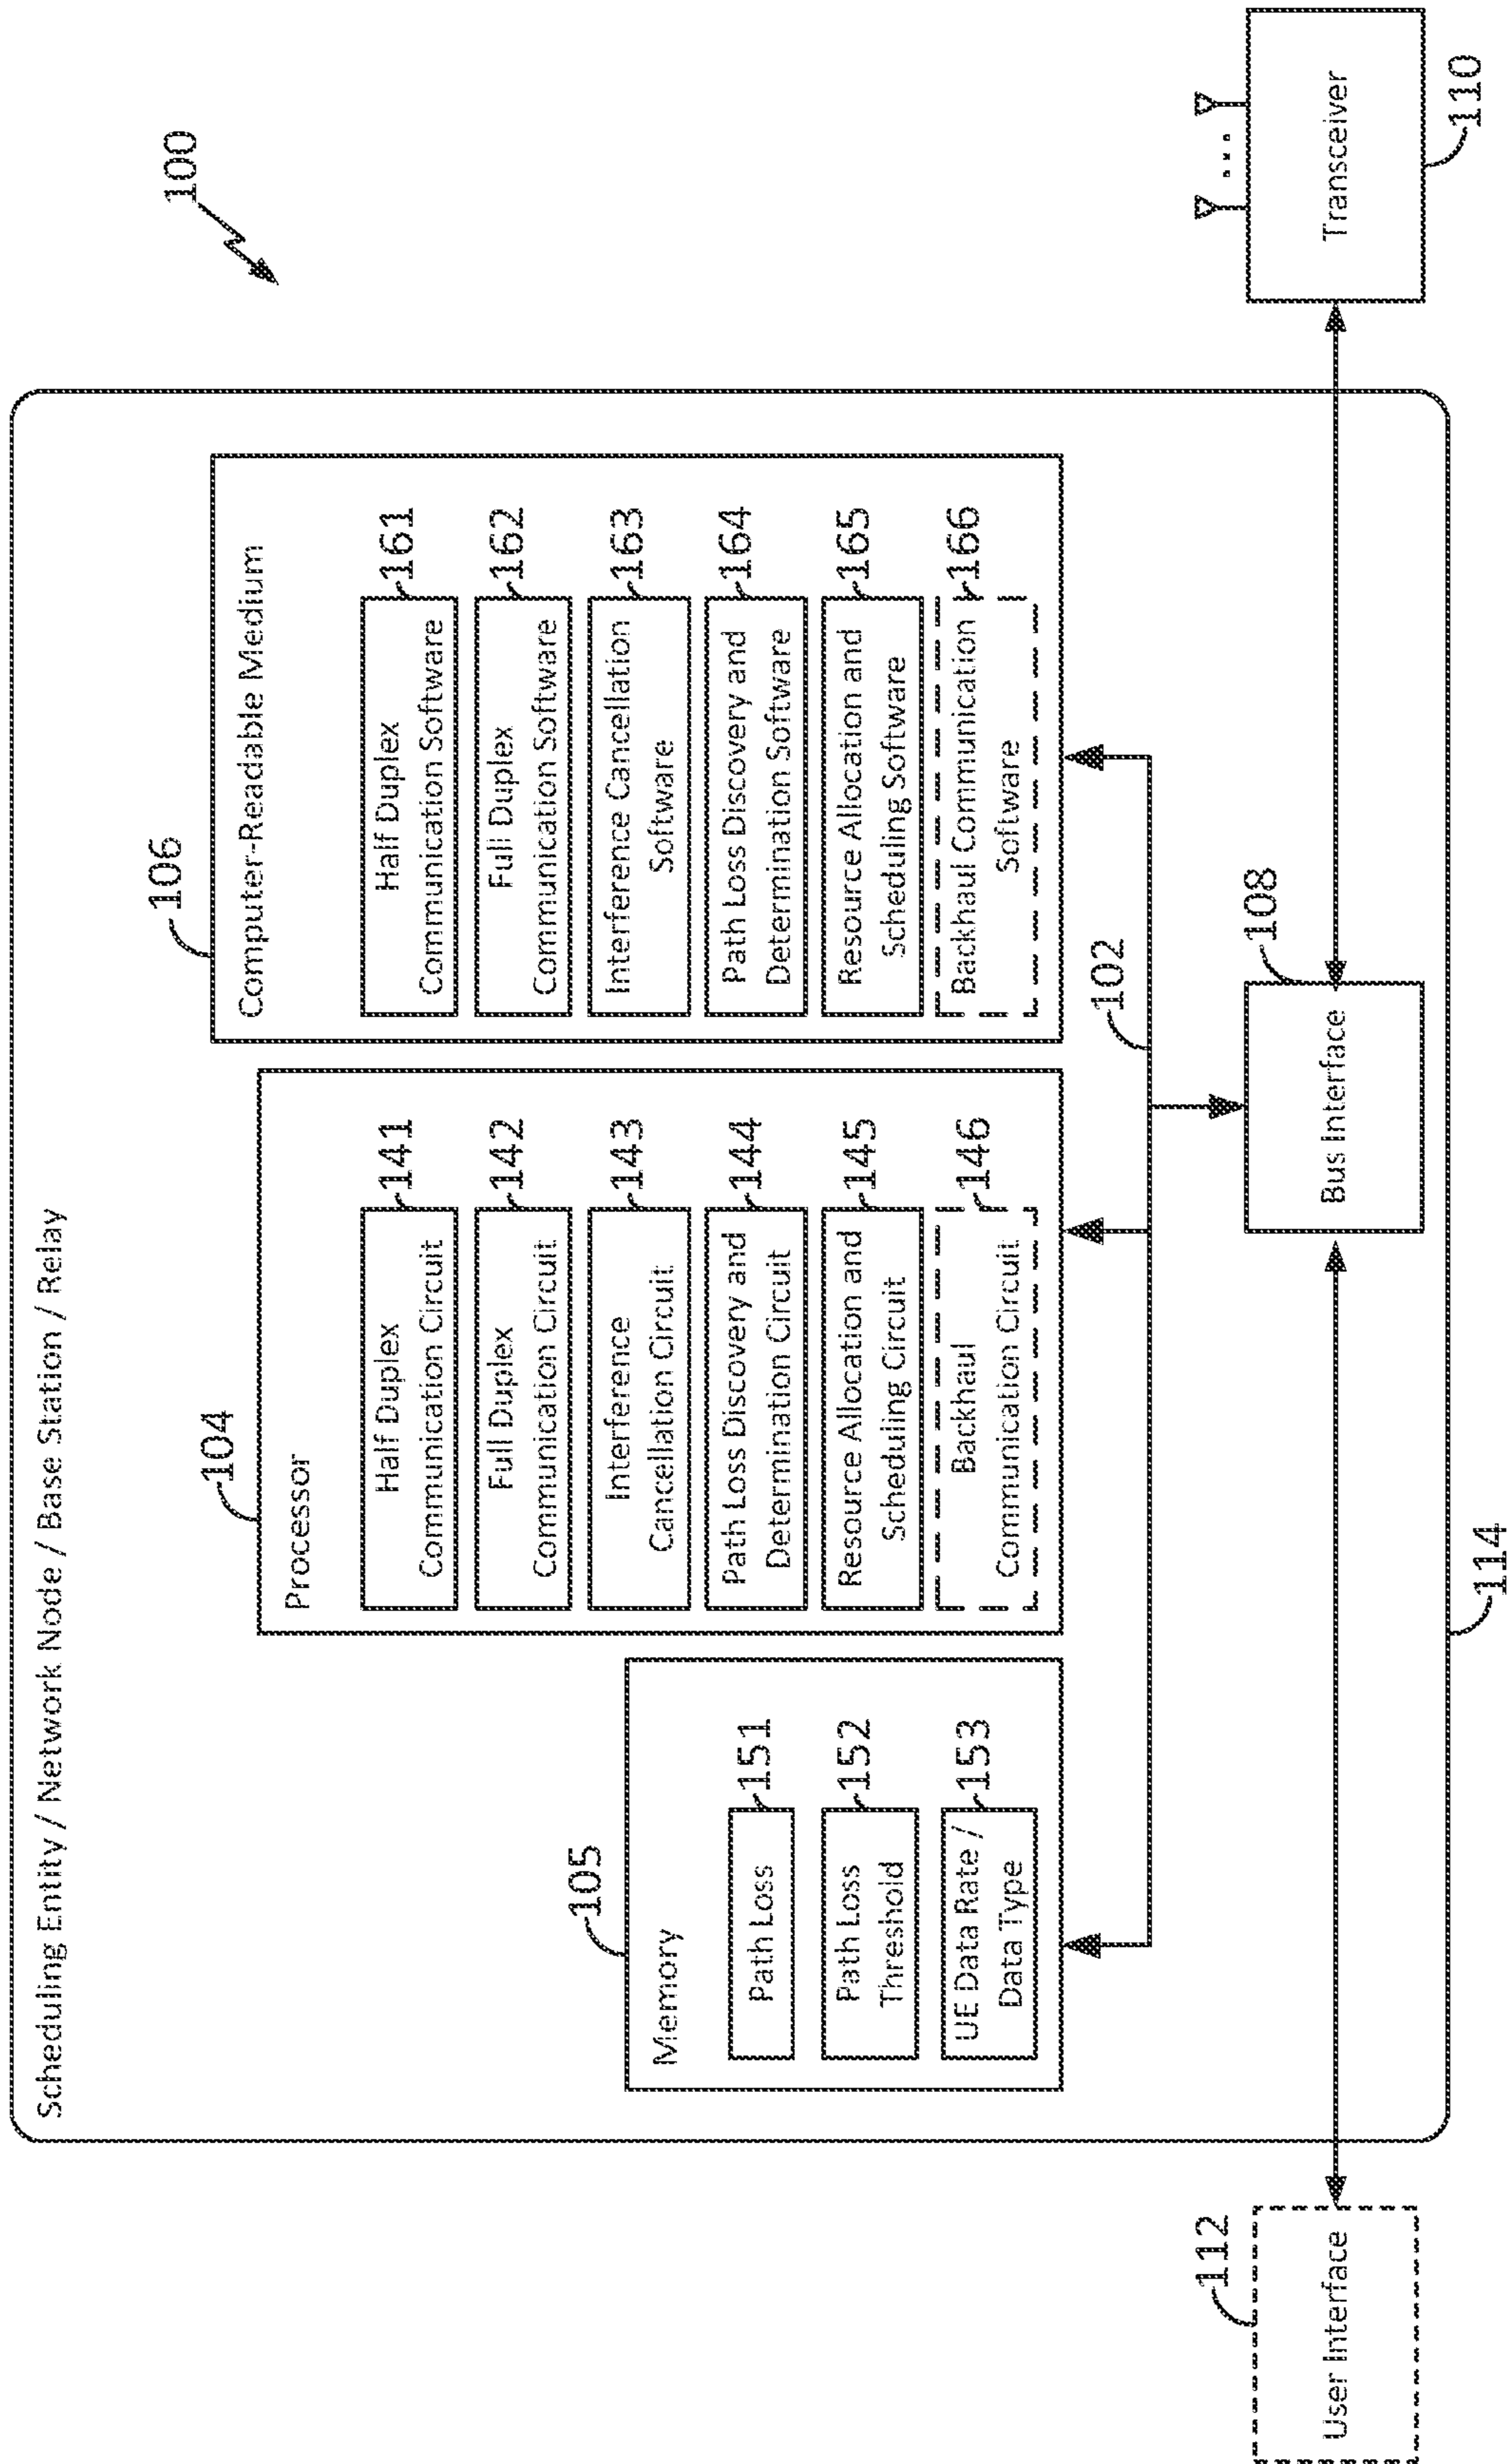 Scheduling Entity / Network Node / Base Station / Relay
100
105
Memory
Path Loss
151
Path Loss
Threshold
152
UE Data Rate /
Data Type
153
104
Processor
Half Duplex
Communication Circuit
141
Full Duplex
Communication Circuit
142
Interference
Cancellation Circuit
143
Path Loss Discovery and
Determination Circuit
144
Resource Allocation and
Scheduling Circuit
145
Backhaul
Communication Circuit
146
106
Computer-Readable Medium
Half Duplex
Communication Software
161
Full Duplex
Communication Software
162
Interference Cancellation
Software
163
Path Loss Discovery and
Determination Software
164
Resource Allocation and
Scheduling Software
165
Backhaul Communication
Software
166
102
112
User Interface
108
Bus Interface
Transceiver
110
114